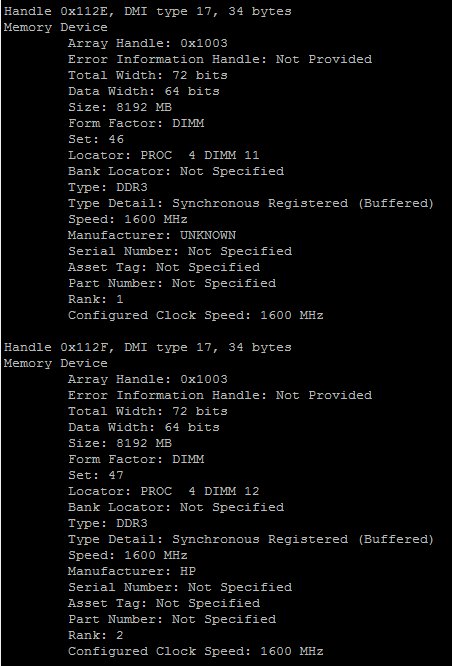 Handle 0x112E, DMI type 17, 34 bytes
Memory Device
Array Handle: 0x1003
Error Information Handle: Not Provided
Total Width: 72 bits
Data Width: 64 bits
Size: 8192 MB
Form Factor: DIMM
Set: 46
Locator: PROC  4 DIMM 11
Bank Locator: Not Specified
Type: DDR3
Type Detail: Synchronous Registered (Buffered)
Speed: 1600 MHz
Manufacturer: UNKNOWN
Serial Number: Not Specified
Asset Tag: Not Specified
Part Number: Not Specified
Rank: 1
Configured Clock Speed: 1600 MHz
Handle 0x112F, DMI type 17, 34 bytes
Memory Device
Array Handle: 0x1003
Error Information Handle: Not Provided
Total Width: 72 bits
Data Width: 64 bits
Size: 8192 MB
Form Factor: DIMM
Set: 47
Locator: PROC  4 DIMM 12
Bank Locator: Not Specified
Type: DDR3
Type Detail: Synchronous Registered (Buffered)
Speed: 1600 MHz
Manufacturer: HP
Serial Number: Not Specified
Asset Tag: Not Specified
Part Number: Not Specified
Rank: 2
Configured Clock Speed: 1600 MHz